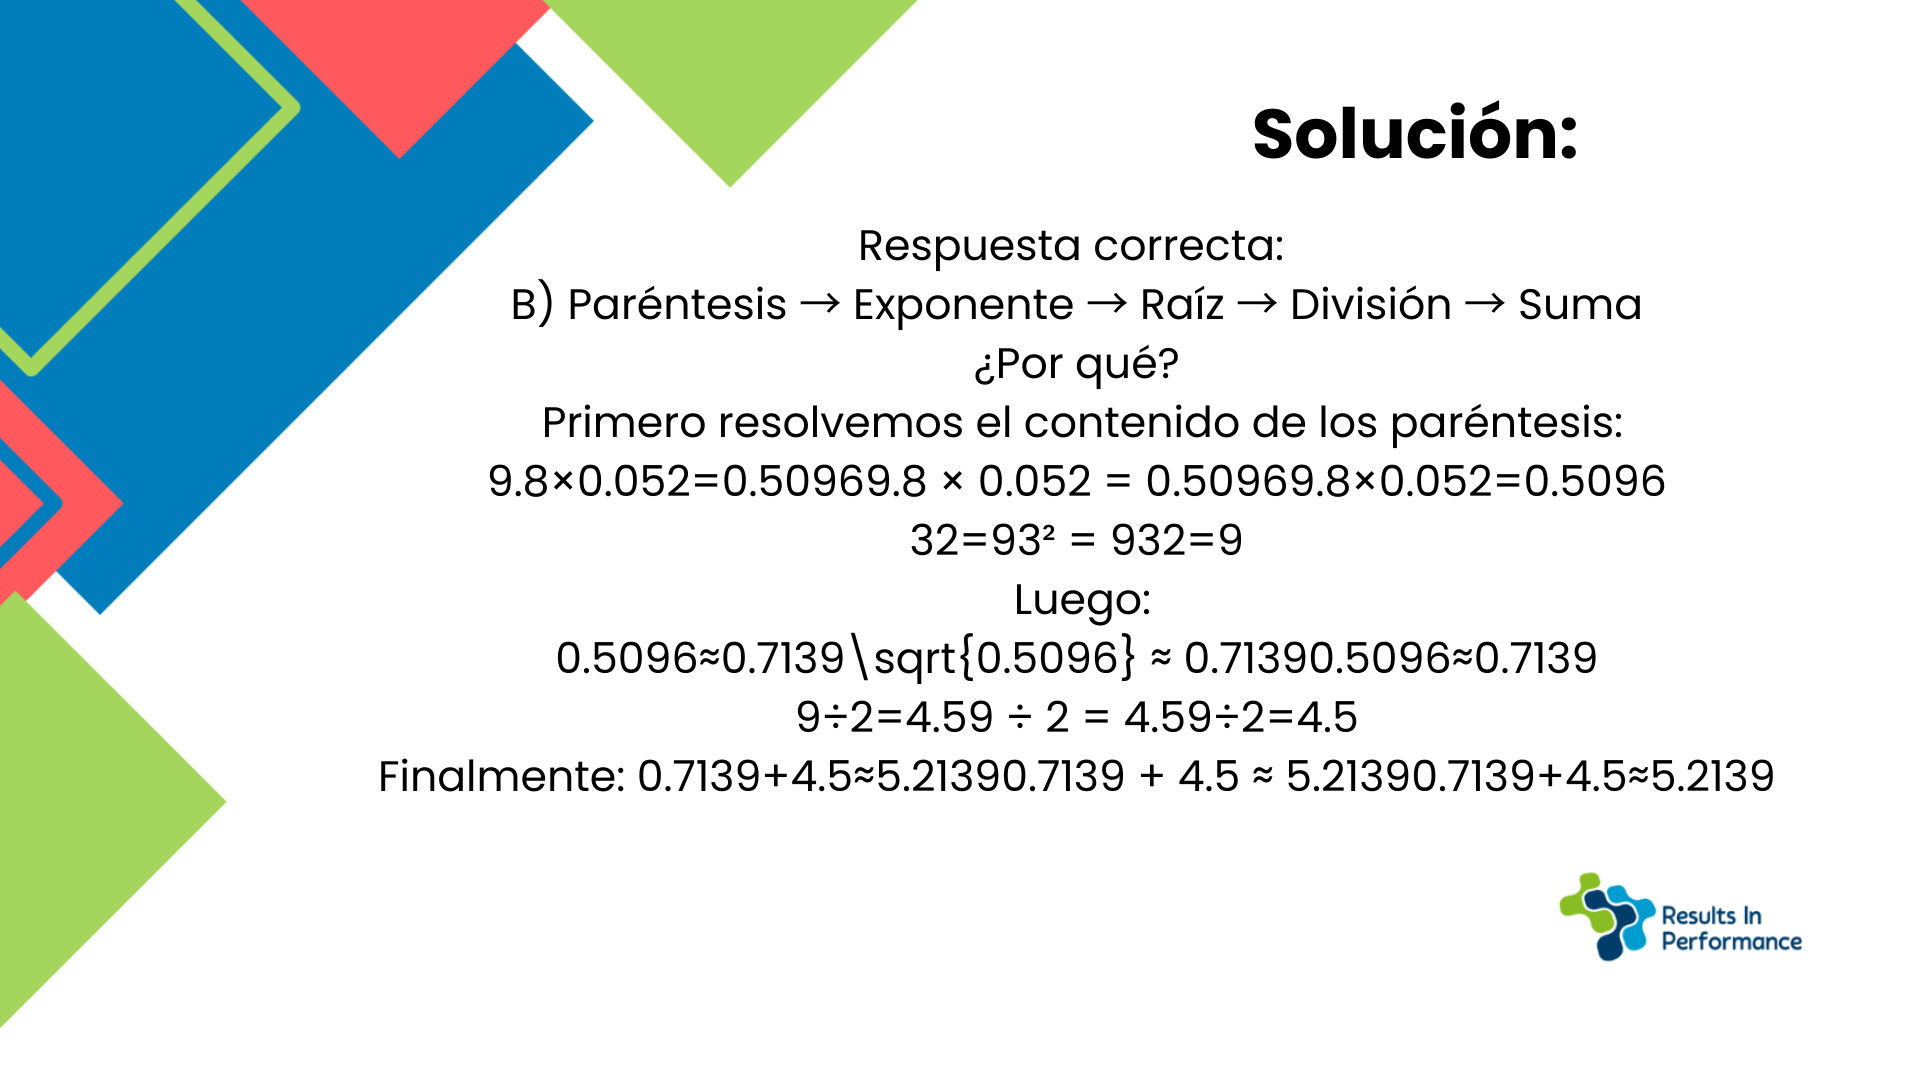 Solución:
Respuesta correcta:
B) Paréntesis → Exponente → Raíz → División → Suma
¿Por qué?
Primero resolvemos el contenido de los paréntesis:
9.8×0.052=0.50969.8 × 0.052 = 0.50969.8×0.052=0.5096
32=93² = 932=9
Luego:
0.5096≈0.7139\sqrt{0.5096} ≈ 0.71390.5096≈0.7139
9÷2=4.59 ÷ 2 = 4.59÷2=4.5
Finalmente: 0.7139+4.5≈5.21390.7139 + 4.5 ≈ 5.21390.7139+4.5≈5.2139
Results In
Performance